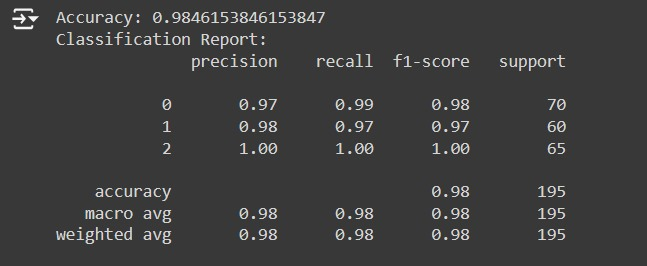 Accuracy: 0.9846153846153847
Classification Report:
precision recall f1-score support
0 0.97 0.99 0.98 70
1 0.98 0.97 0.97 60
2 1.00 1.00 1.00 65
accuracy 0.98 195
macro avg 0.98 0.98 0.98 195
weighted avg 0.98 0.98 0.98 195